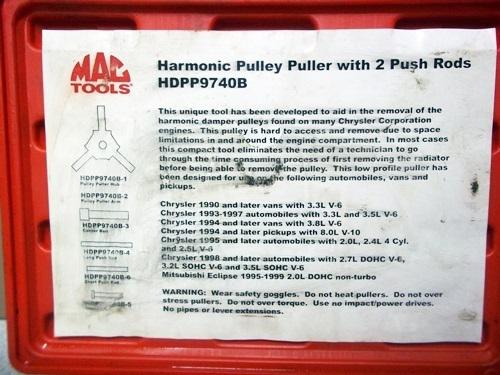 MAC
TOOLS
Harmonic Pulley Puller with 2 Push Rods
HDPP9740B
This unique tool has been developed to aid in the removal of the
harmonic damper pulleys found on many Chrysler Corporation
engines. This pulley is hard to access and remove due to space
limitations in and around the engine compartment. In most cases
this compact tool eliminates the need of a technician to go
through the time consuming process of first removing the radiator
before being able to remove the pulley. This low profile puller has
been designed for use on the following automobiles, vans and
pickups.
Chrysler 1990 and later vans with 3.3L V-6
Chrysler 1993-1997 automobiles with 3.3L and 3.5L V-6
Chrysler 1994 and later vans with 3.8L V-6
Chrysler 1994 and later pickups with 8.0L V-10
Chrysler 1995 and later automobiles with 2.0L, 2.4L 4 Cyl.
and 2.5L V-6
Chrysler 1998 and later automobiles with 2.7L DOHC V-6,
3.2L SOHC V-6 and 3.5L SOHC V-6
Mitsubishi Eclipse 1995-1999 2.0L DOHC non-turbo
WARNING: Wear safety goggles. Do not heat pullers. Do not over
stress pullers. Do not over torque. Use no impact/power drives.
No pipes or lever extensions.
HDPP9740B-1
Pulley Puller Hub
HDPP9740B-2
Pulley Puller Arm
HDPP9740B-3
Center Bolt
HDPP9740B-4
Long Push Rod
HDPP9740B-6
Short Push Rod
B-5